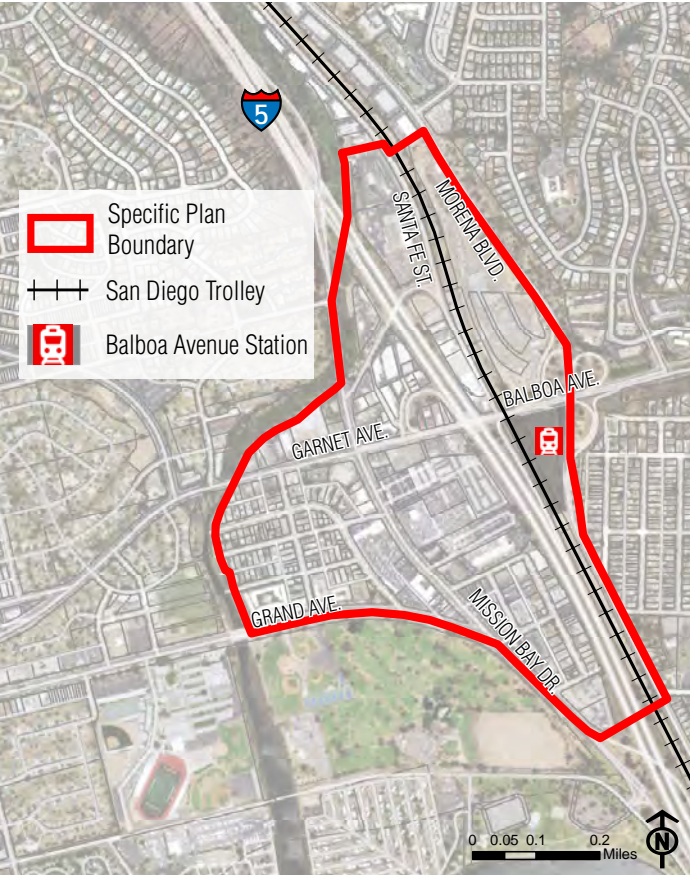 5
Specific Plan
Boundary
San Diego Trolley
Balboa Avenue Station
SANTA FE ST.
MORENA BLVD.
BALBOA AVE.
GARNET AVE.
GRAND AVE.
MISSION BAY DR.
0 0.05 0.1 0.2
Miles
N